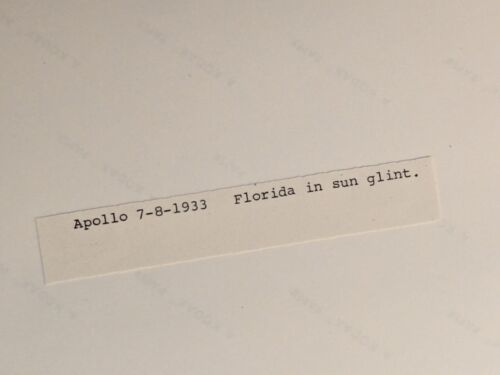 Apollo 7-8-1933 Florida in sun glint.